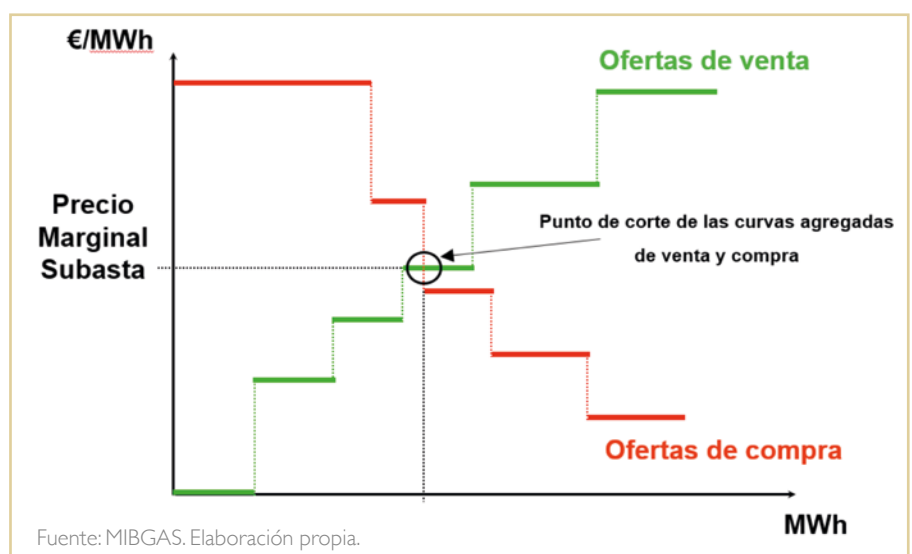 €/MWh
Ofertas de venta
Precio
Marginal
Subasta
Punto de corte de las curvas agregadas
de venta y compra
Ofertas de compra
MWh
Fuente: MIBGAS. Elaboración propia.